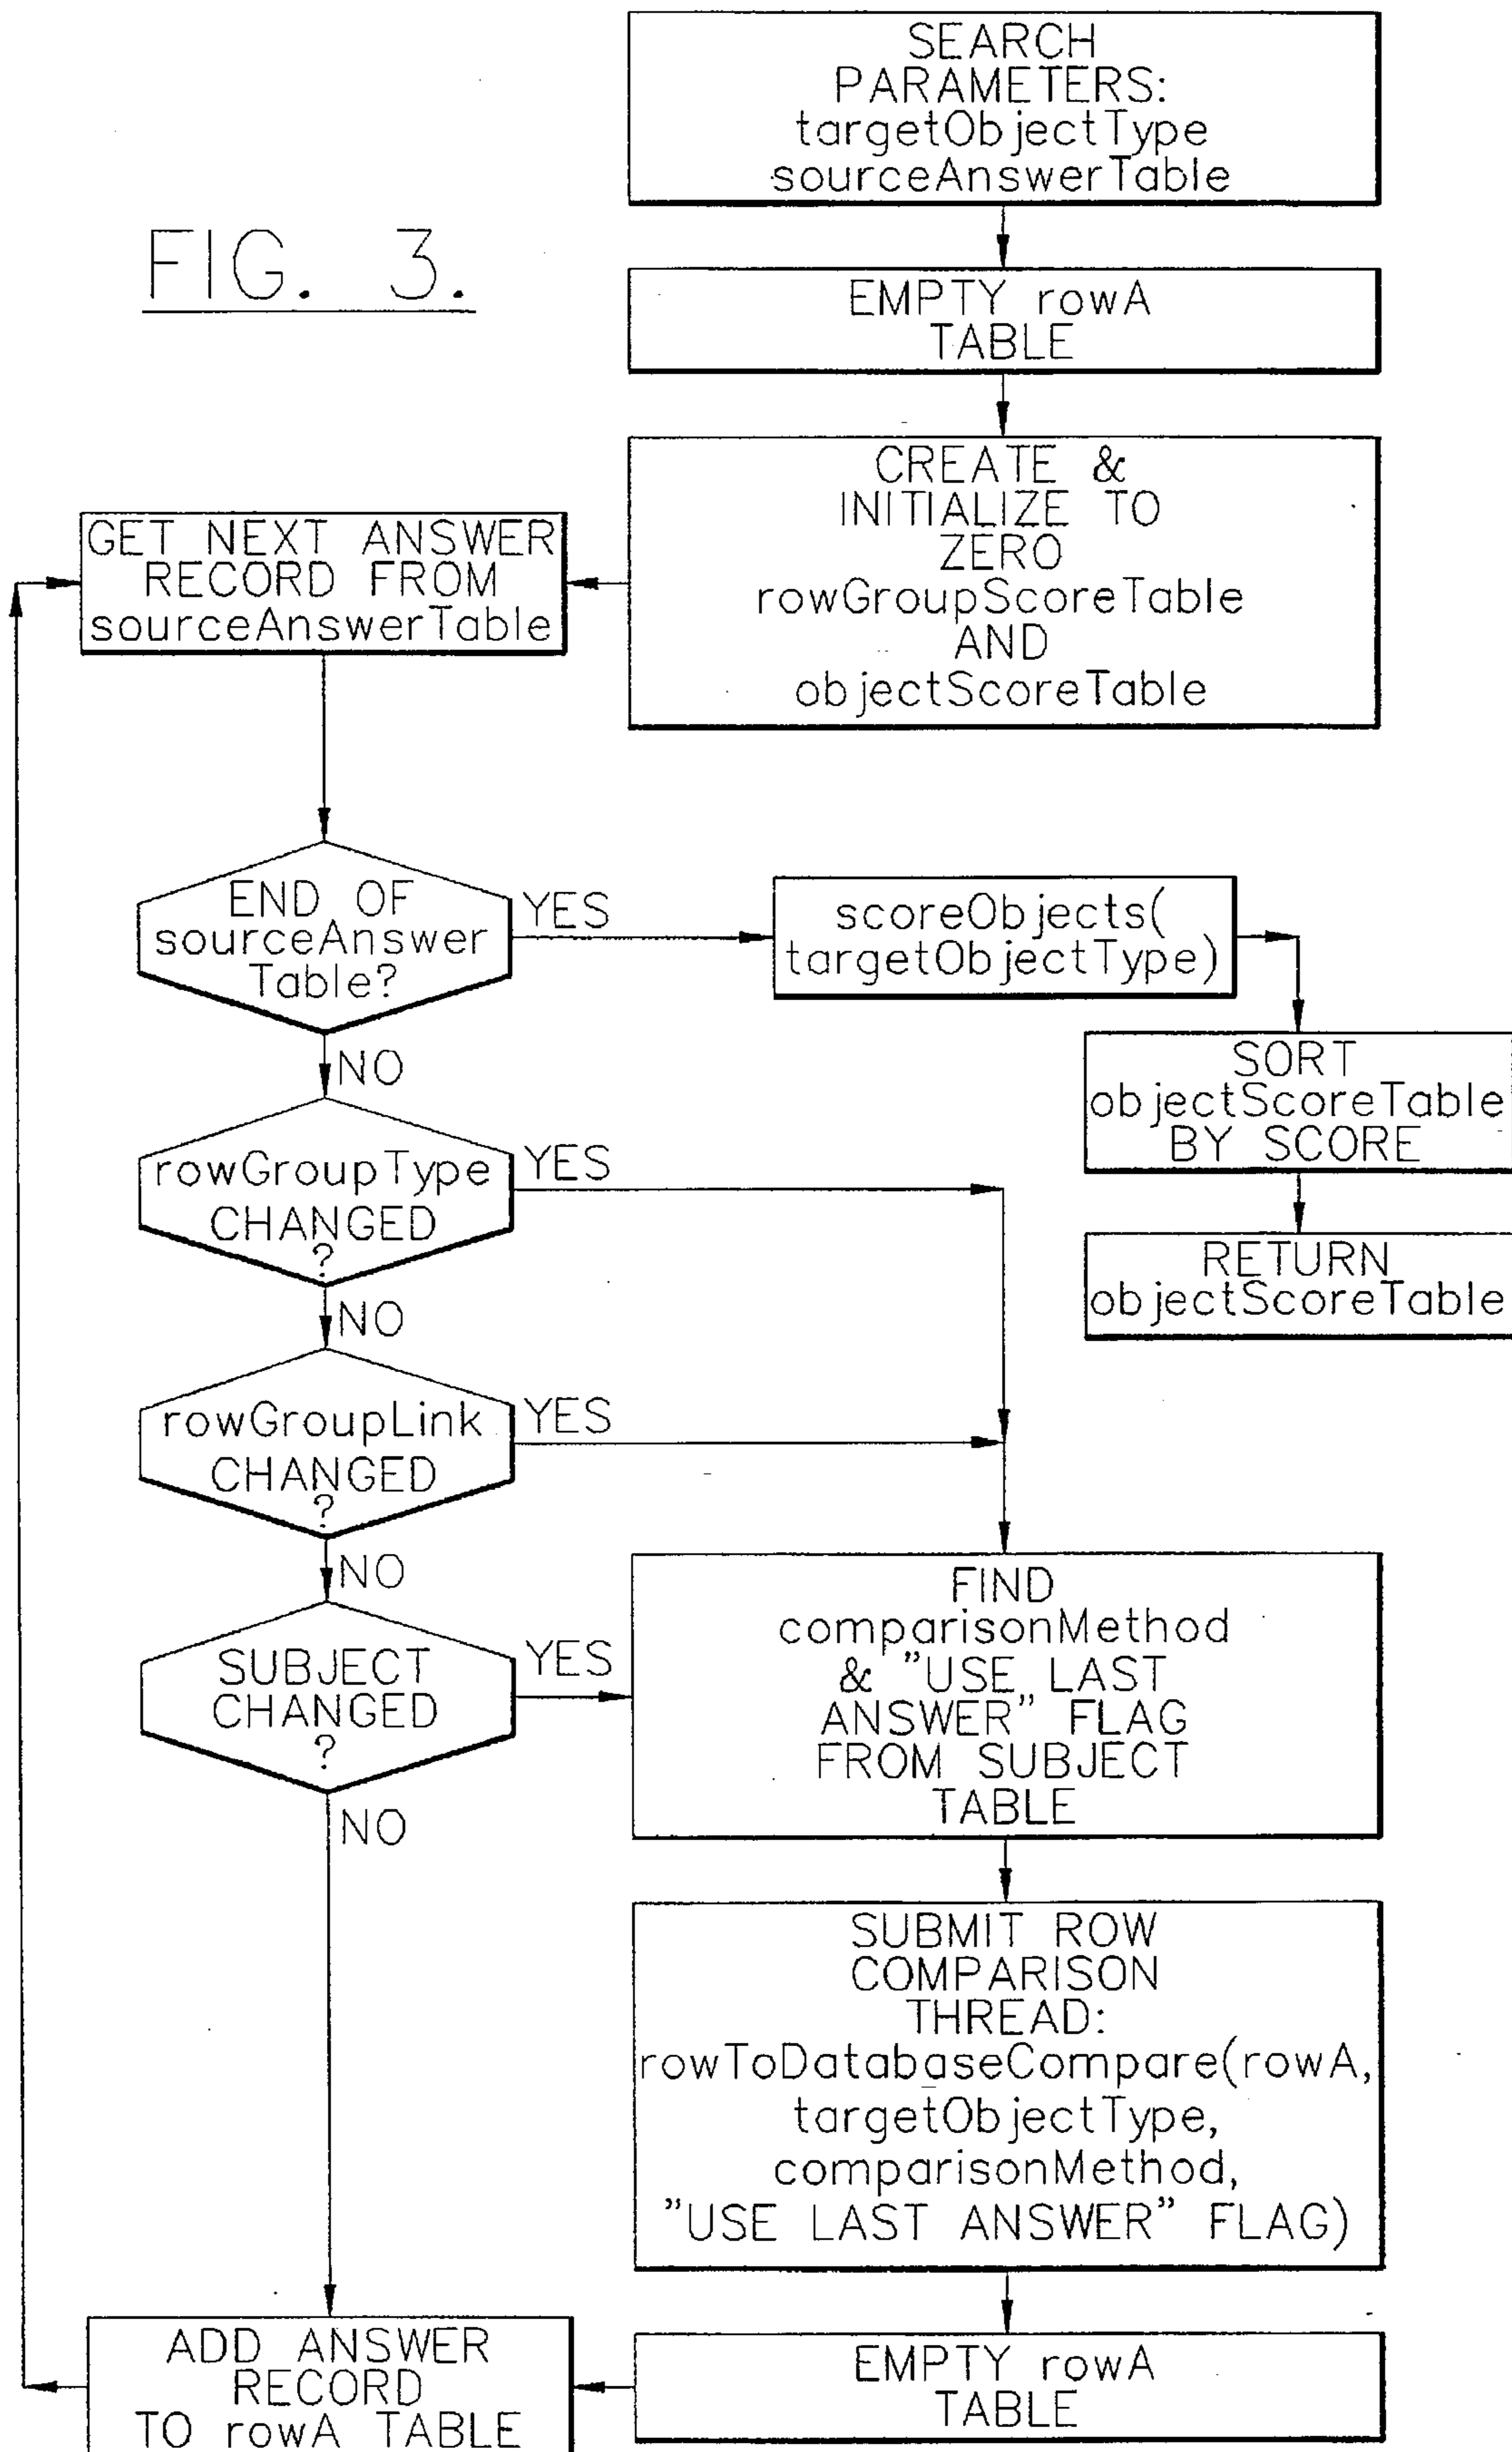 SEARCH
PARAMETERS:
targetObjectType
sourceAnswerTable
FIG. 3.
EMPTY rowA
TABLE
CREATE &
INITIALIZE TO
ZERO
rowGroupScoreTable
AND
objectScoreTable
GET NEXT ANSWER
RECORD FROM
sourceAnswerTable
END OF
sourceAnswer
Table?
YES
scoreObjects(
targetObjectType)
NO
SORT
objectScoreTable
BY SCORE
RETURN
objectScoreTable
rowGroupType
CHANGED
?
YES
NO
rowGroupLink
CHANGED
?
YES
NO
SUBJECT
CHANGED
?
YES
NO
FIND
comparisonMethod
& "USE LAST
ANSWER" FLAG
FROM SUBJECT
TABLE
SUBMIT ROW
COMPARISON
THREAD:
rowToDatabaseCompare(rowA,
targetObjectType,
comparisonMethod,
"USE LAST ANSWER" FLAG)
EMPTY rowA
TABLE
ADD ANSWER
RECORD
TO rowA TABLE